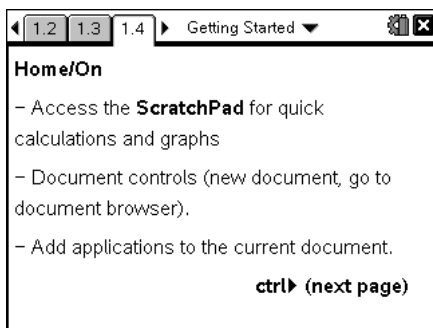 1.2 1.3 1.4 Getting Started
Home/On
– Access the ScratchPad for quick
calculations and graphs
– Document controls (new document, go to
document browser).
– Add applications to the current document.
ctrl▶ (next page)